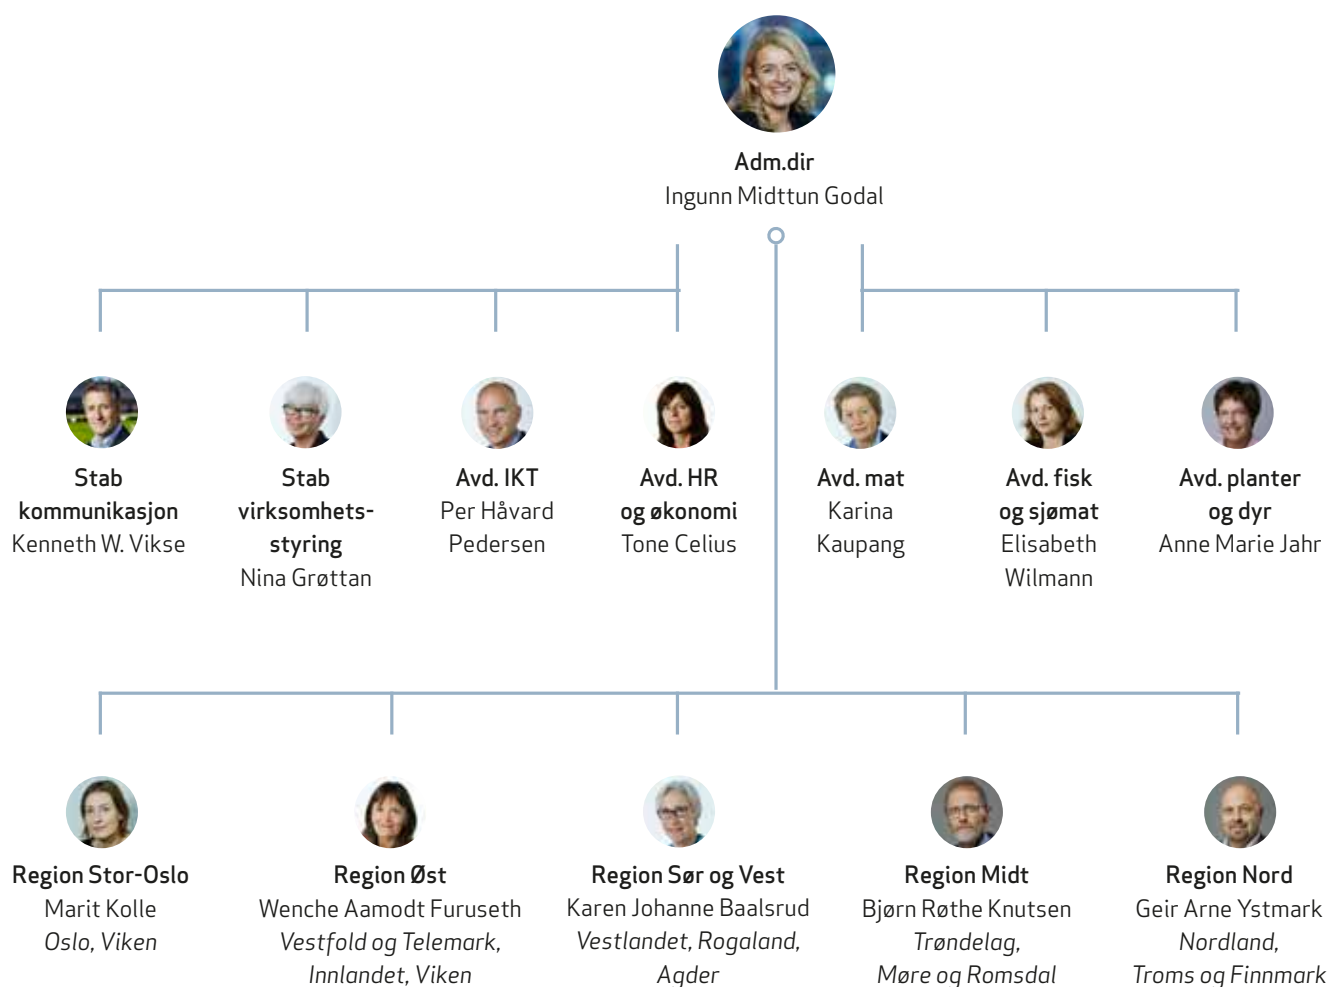 Adm.dir
Ingunn Midttun Godal
Stab
kommunikasjon
Kenneth W. Vikse
Stab
virksomhets-
styring
Nina Grøttan
Avd. IKT
Per Håvard
Pedersen
Avd. HR
og økonomi
Tone Celius
Avd. mat
Karina
Kaupang
Avd. fisk
og sjømat
Elisabeth
Wilmann
Avd. planter
og dyr
Anne Marie Jahr
Region Stor-Oslo
Marit Kolle
Oslo, Viken
Region Øst
Wenche Aamodt Furuseth
Vestfold og Telemark,
Innlandet, Viken
Region Sør og Vest
Karen Johanne Baalsrud
Vestlandet, Rogaland,
Agder
Region Midt
Bjørn Røthe Knutsen
Trøndelag,
Møre og Romsdal
Region Nord
Geir Arne Ystmark
Nordland,
Troms og Finnmark